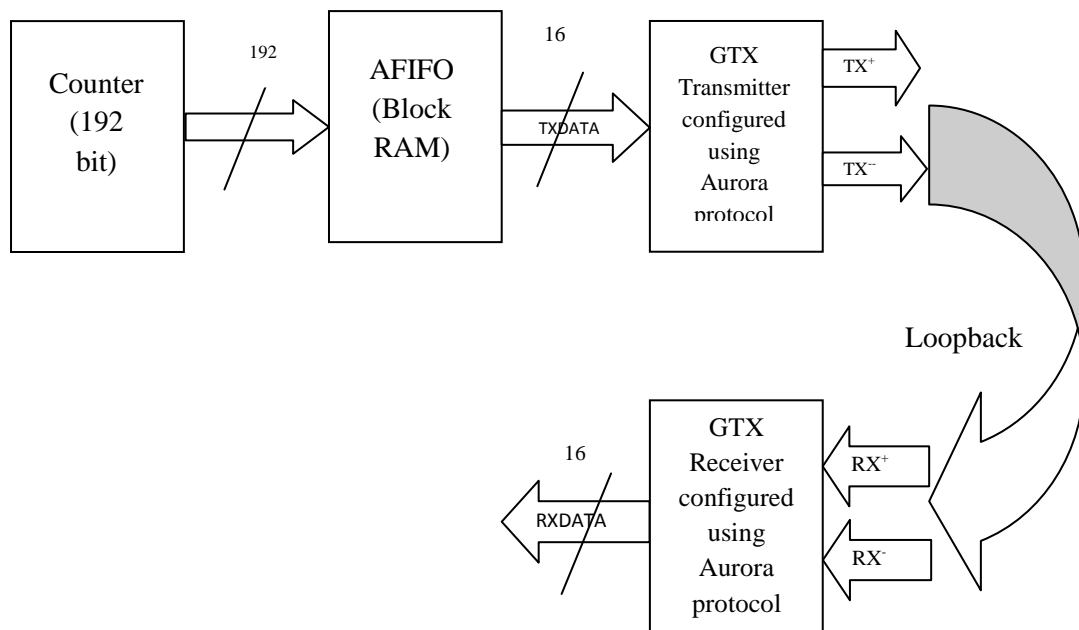 Counter
(192
bit)
192
AFIFO
(Block
RAM)
16
TXDATA
GTX
Transmitter
configured
using
Aurora
protocol
TX+
TX--
Loopback
GTX
Receiver
configured
using
Aurora
protocol
RX+
RX-
16
RXDATA